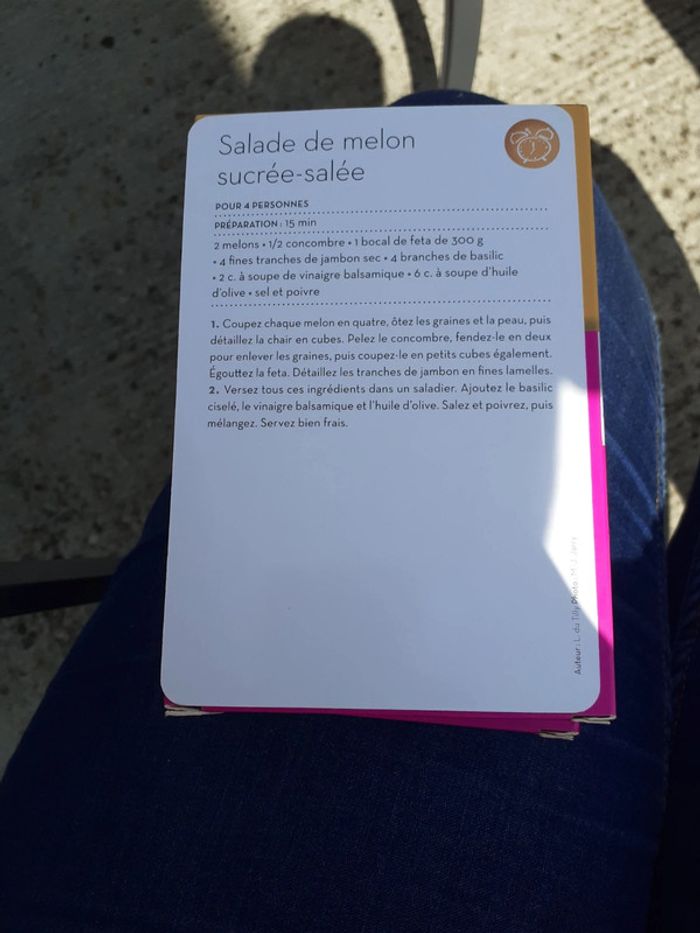 Salade de melon
sucrée-salée
POUR 4 PERSONNES
PRÉPARATION : 15 min
2 melons • 1/2 concombre • 1 bocal de feta de 300 g
• 4 fines tranches de jambon sec • 4 branches de basilic
• 2 c. à soupe de vinaigre balsamique • 6 c. à soupe d'huile
d'olive • sel et poivre
1. Coupez chaque melon en quatre, ôtez les graines et la peau, puis
détaillez la chair en cubes. Pelez le concombre, fendez-le en deux
pour enlever les graines, puis coupez-le en petits cubes également.
Égouttez la feta. Détaillez les tranches de jambon en fines lamelles.
2. Versez tous ces ingrédients dans un saladier. Ajoutez le basilic
ciselé, le vinaigre balsamique et l'huile d'olive. Salez et poivrez, puis
mélangez. Servez bien frais.
Auteur : L. du Tilly Photo : M. J. Jarry